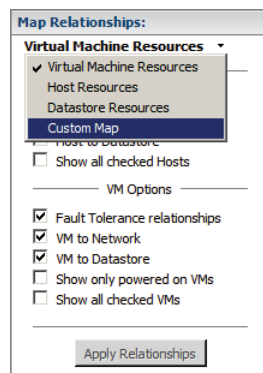 Map Relationships:
Virtual Machine Resources
Virtual Machine Resources
Host Resources
Datastore Resources
Custom Map
Host to Datastore
Show all checked Hosts
VM Options
Fault Tolerance relationships
VM to Network
VM to Datastore
Show only powered on VMs
Show all checked VMs
Apply Relationships